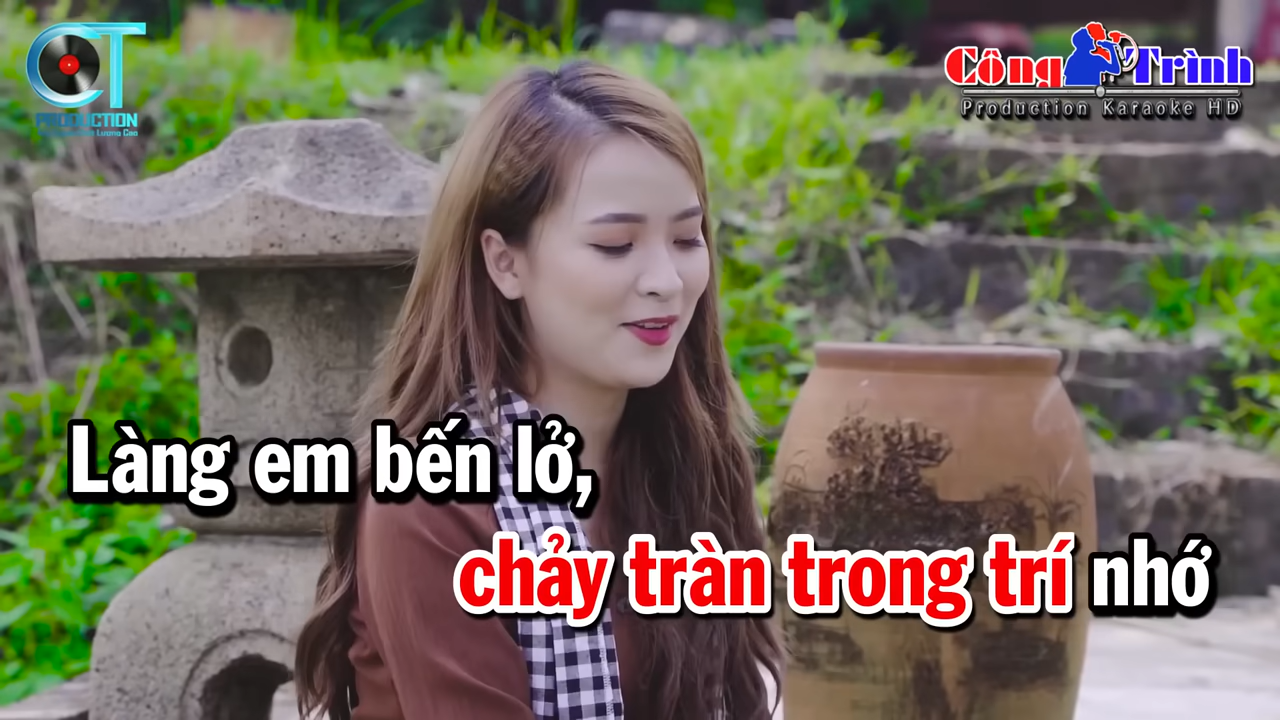 CT
PRODUCTION
Công Trình
Production Karaoke HD
Làng em bến lở,
chảy tràn trong trí nhớ